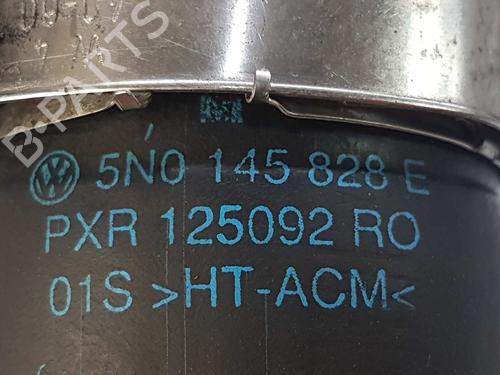 B-PARTS
5N0 145 828 E
PXR 125092 RO
01S >HT-ACM<